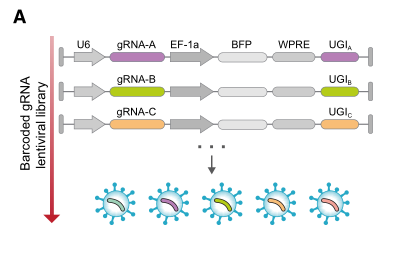 A
U6 gRNA-A EF-1a BFP WPRE UGIA
gRNA-B UGIB
gRNA-C UGIC
Barcoded gRNA
lentiviral library